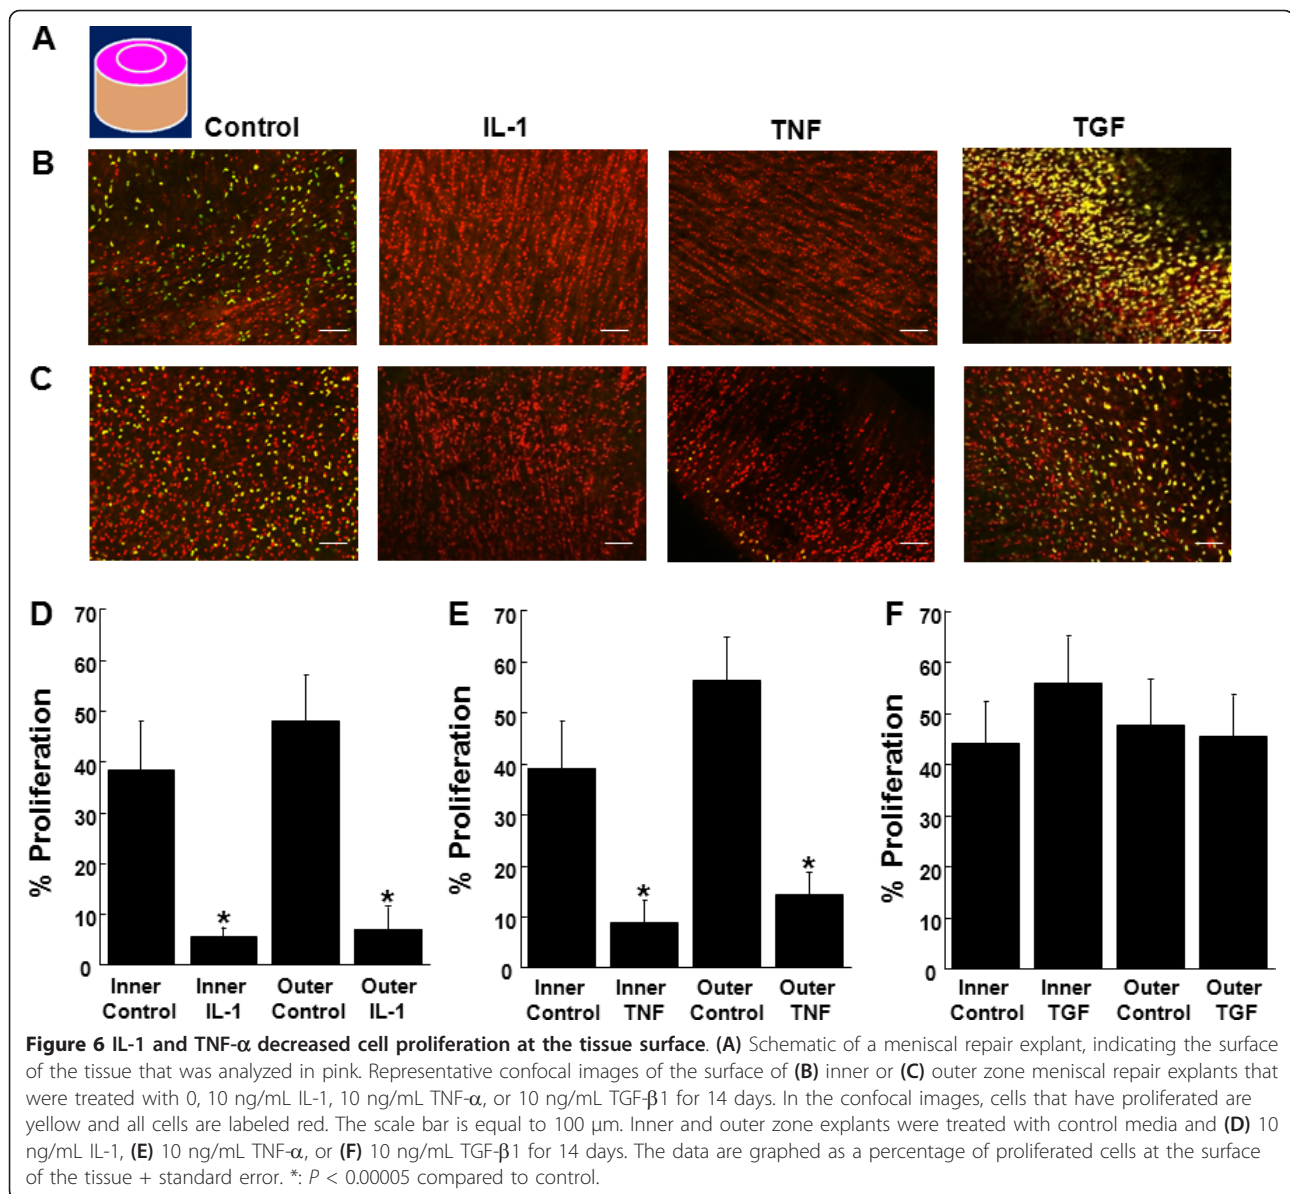 A
Control IL-1 TNF TGF
B
C
D
70
60
50
40
30
20
10
0
% Proliferation
Inner Control
Inner IL-1
Outer Control
Outer IL-1
*
*
E
70
60
50
40
30
20
10
0
% Proliferation
Inner Control
Inner TNF
Outer Control
Outer TNF
*
*
F
70
60
50
40
30
20
10
0
% Proliferation
Inner Control
Inner TGF
Outer Control
Outer TGF
Figure 6 IL-1 and TNF-α decreased cell proliferation at the tissue surface. (A) Schematic of a meniscal repair explant, indicating the surface
of the tissue that was analyzed in pink. Representative confocal images of the surface of (B) inner or (C) outer zone meniscal repair explants that
were treated with 0, 10 ng/mL IL-1, 10 ng/mL TNF-α, or 10 ng/mL TGF-β1 for 14 days. In the confocal images, cells that have proliferated are
yellow and all cells are labeled red. The scale bar is equal to 100 μm. Inner and outer zone explants were treated with control media and (D) 10
ng/mL IL-1, (E) 10 ng/mL TNF-α, or (F) 10 ng/mL TGF-β1 for 14 days. The data are graphed as a percentage of proliferated cells at the surface
of the tissue + standard error. *: P < 0.00005 compared to control.